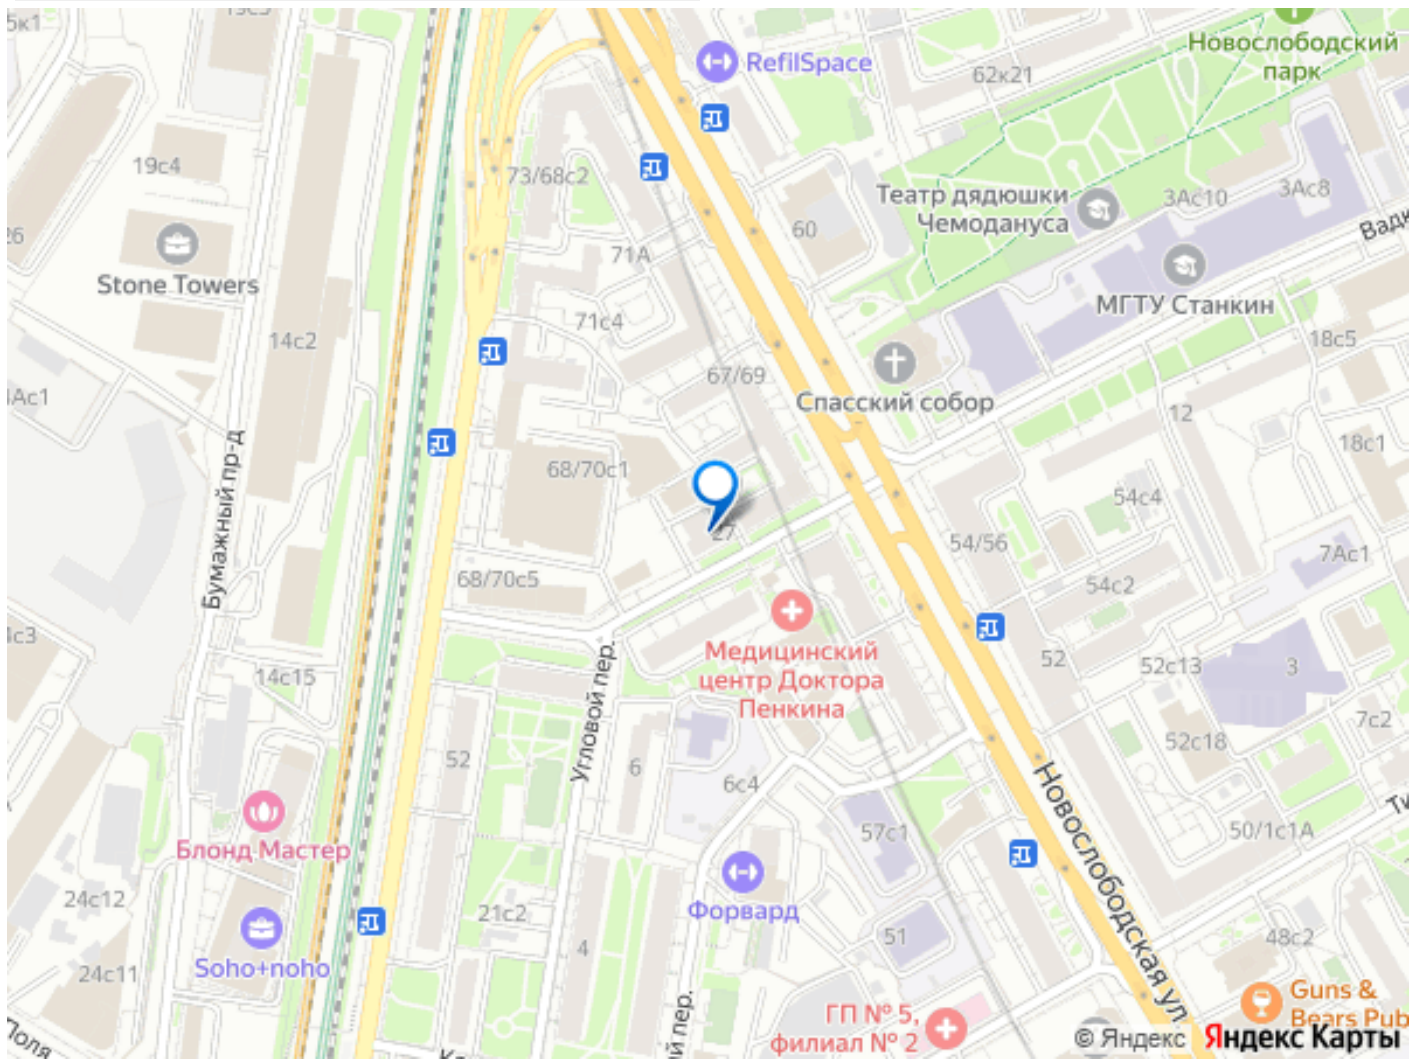 5к1
RefilSpace
Новослободский
парк
62к21
19с4
73/68с2
Театр дядюшки
Чемодануса
3Ас10
3Ас8
26
60
71А
Stone Towers
МГТУ Станкин
14с2
71с4
18с5
67/69
Спасский собор
12
18с1
Бумажный пр-д
68/70с1
54с4
27
54/56
7Ас1
68/70с5
54с2
Медицинский
центр Доктора
Пенкина
14с15
52
52с13
3
Угловой пер.
7с2
52
6
6с4
52с18
Новослободская ул.
57с1
50/1с1А
Блонд Мастер
24с12
Форвард
21с2
51
4
48с2
Soho+noho
24с11
Guns &
Bears Pub
ГП № 5,
филиал № 2
Поля
© Яндекс Яндекс Карты